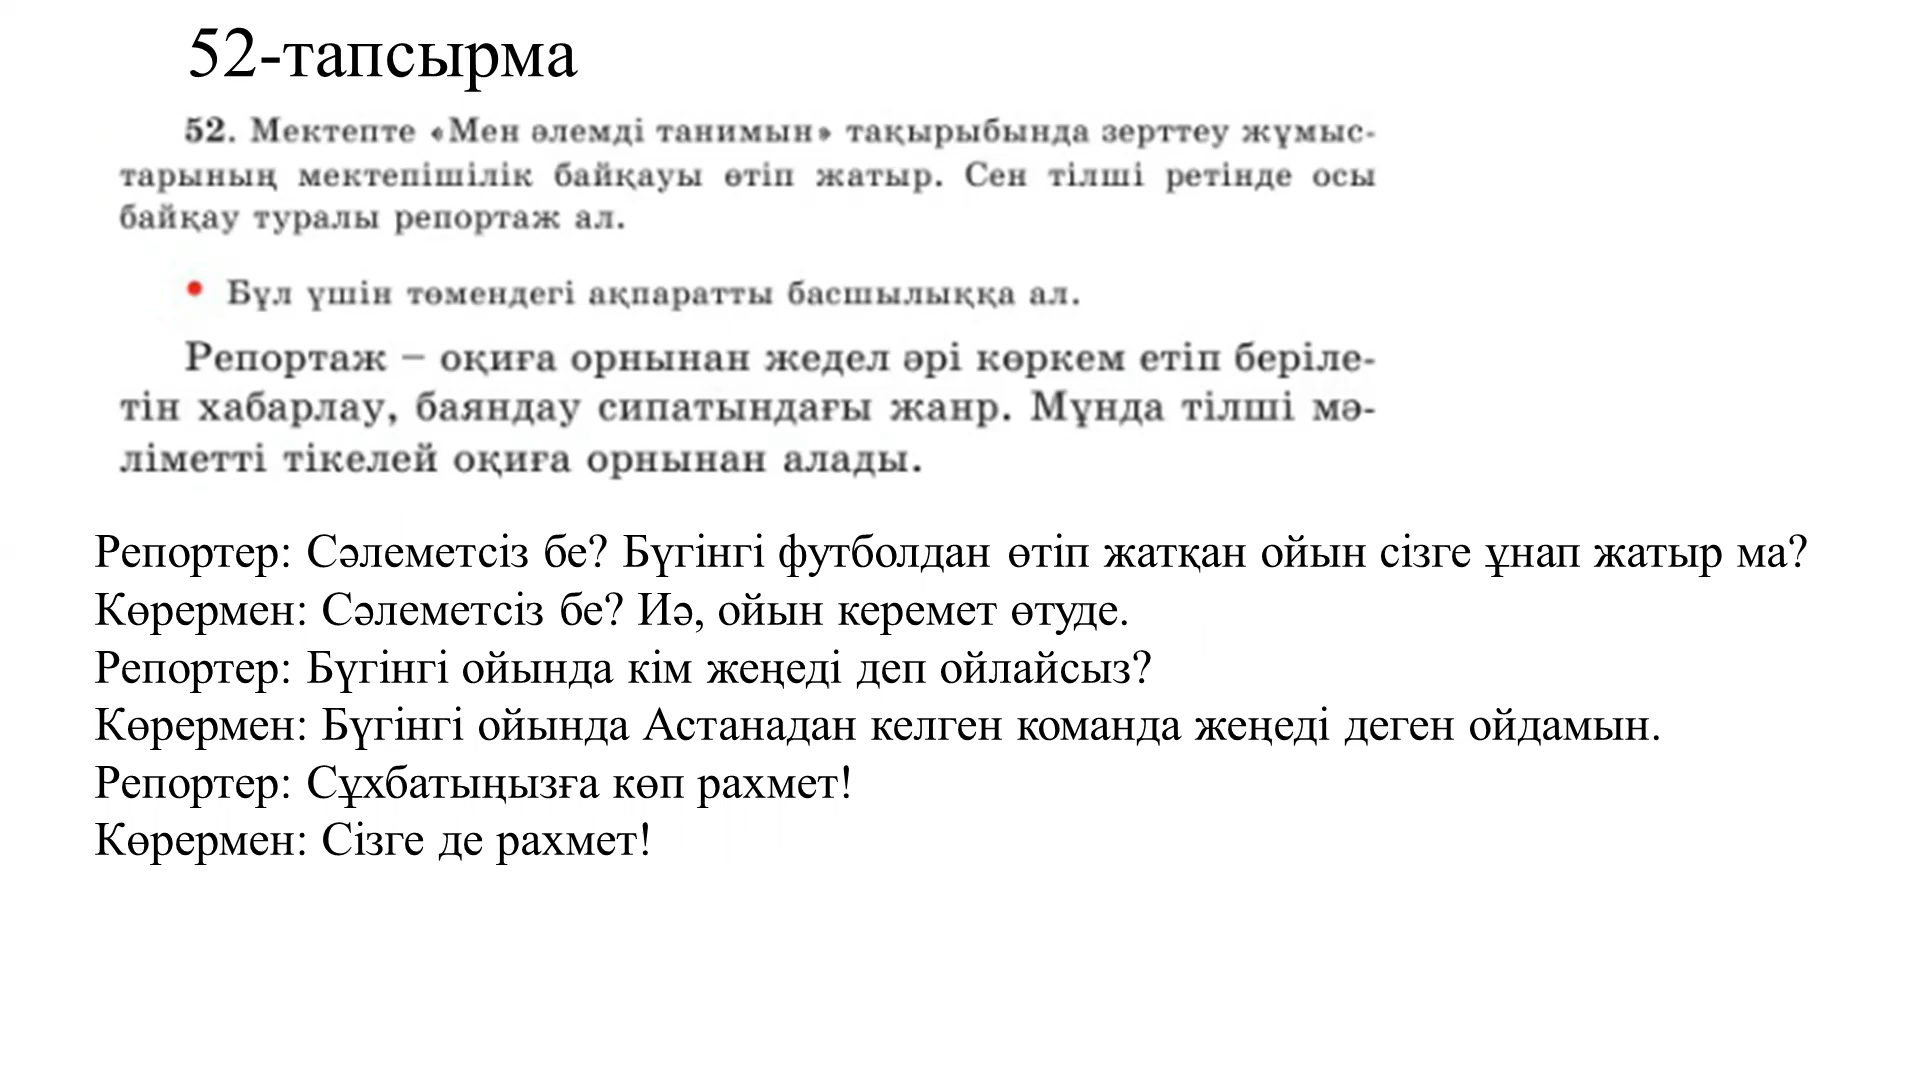 52-тапсырма
52. Мектепте «Мен әлемді танимын» тақырыбында зерттеу жұмыс-
тарының мектепішілік байқауы өтіп жатыр. Сен тілші ретінде осы
байқау туралы репортаж ал.
• Бұл үшін төмендегі ақпаратты басшылыққа ал.
Репортаж – оқиға орнынан жедел әрі көркем етіп беріле-
тін хабарлау, баяндау сипатындағы жанр. Мұнда тілші мә-
ліметті тікелей оқиға орнынан алады.
Репортер: Сәлеметсіз бе? Бүгінгі футболдан өтіп жатқан ойын сізге ұнап жатыр ма?
Көрермен: Сәлеметсіз бе? Иә, ойын керемет өтуде.
Репортер: Бүгінгі ойында кім жеңеді деп ойлайсыз?
Көрермен: Бүгінгі ойында Астанадан келген команда жеңеді деген ойдамын.
Репортер: Сұхбатыңызға көп рахмет!
Көрермен: Сізге де рахмет!